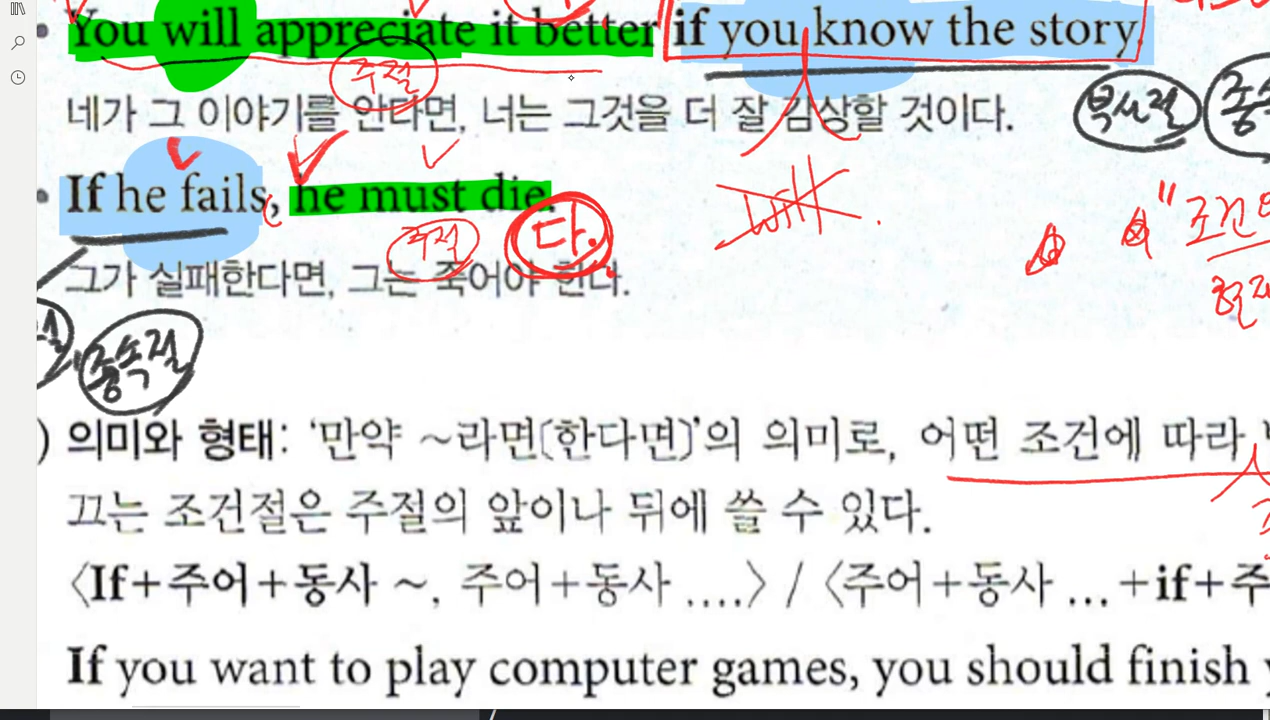 You will appreciate it better if you know the story
주절
네가 그 이야기를 안다면, 너는 그것을 더 잘 감상할 것이다.
부사절
will
If he fails, he must die.
주절
다.
"조건
그가 실패한다면, 그는 죽어야 한다.
종속절
) 의미와 형태: ‘만약 ~라면(한다면)’의 의미로, 어떤 조건에 따라
끄는 조건절은 주절의 앞이나 뒤에 쓸 수 있다.
〈If+주어+동사 ~, 주어+동사 ....〉 / 〈주어+동사 ... +if+주
If you want to play computer games, you should finish